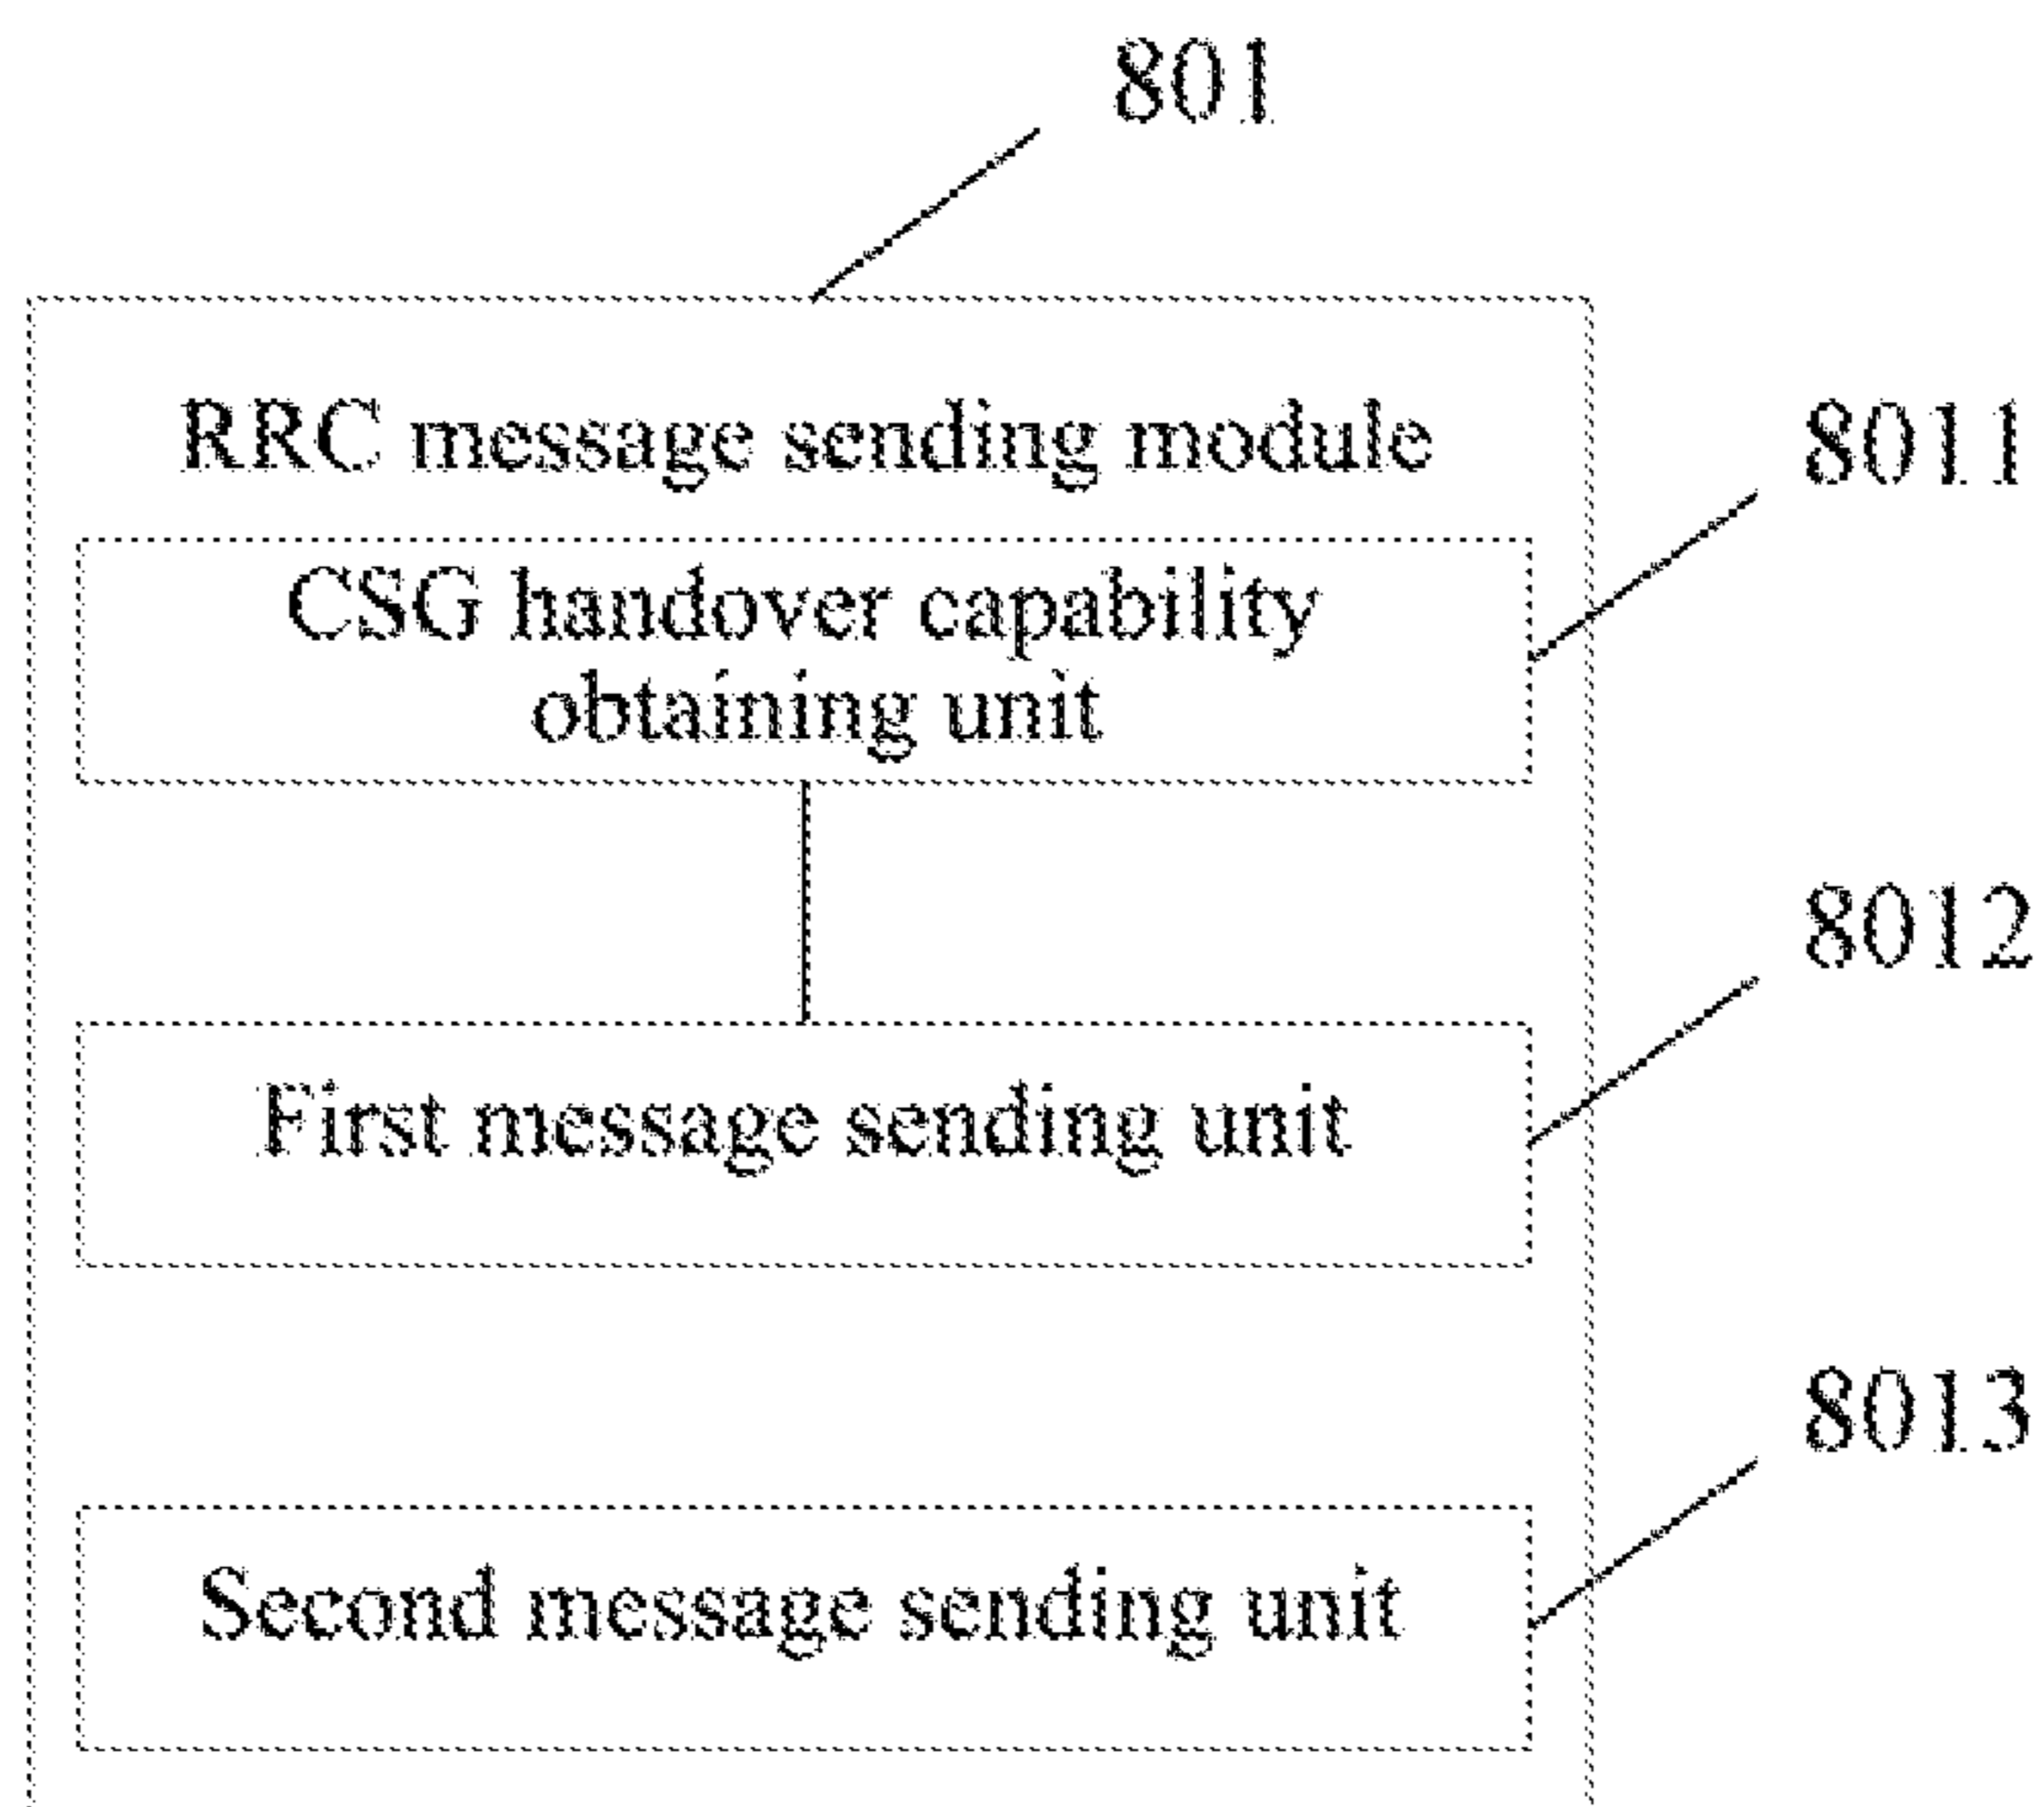 801
RRC message sending module
8011
CSG handover capability
obtaining unit
8012
First message sending unit
8013
Second message sending unit